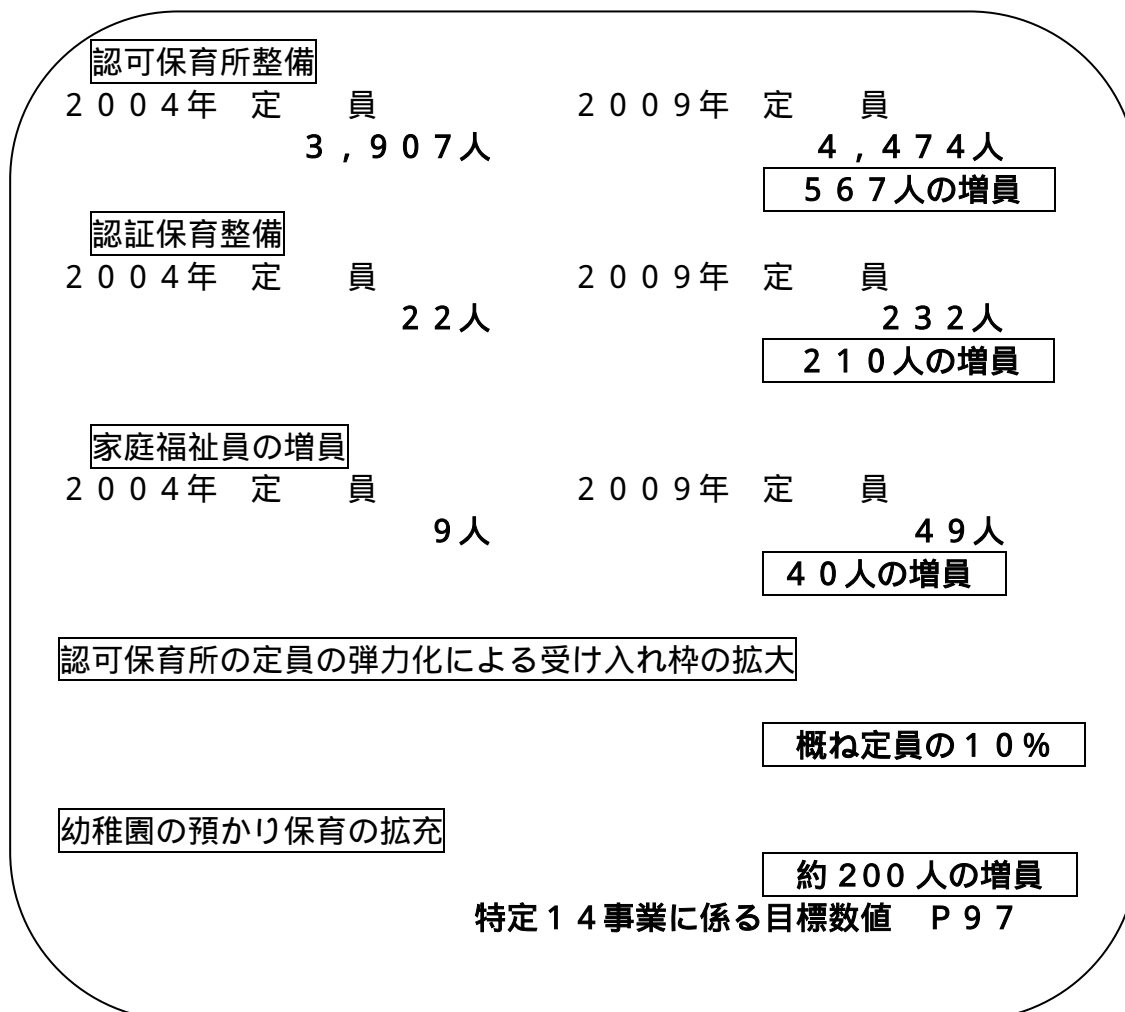 認可保育所整備
２００４年　定　　員　　　　　　２００９年　定　　員
３,９０７人　　　　　　　　　　４,４７４人
５６７人の増員
認証保育整備
２００４年　定　　員　　　　　　２００９年　定　　員
２２人　　　　　　　　　　　　２３２人
２１０人の増員
家庭福祉員の増員
２００４年　定　　員　　　　　　２００９年　定　　員
９人　　　　　　　　　　　　　４９人
４０人の増員
認可保育所の定員の弾力化による受け入れ枠の拡大
概ね定員の１０％
幼稚園の預かり保育の拡充
約 200 人の増員
特定１４事業に係る目標数値　Ｐ９７